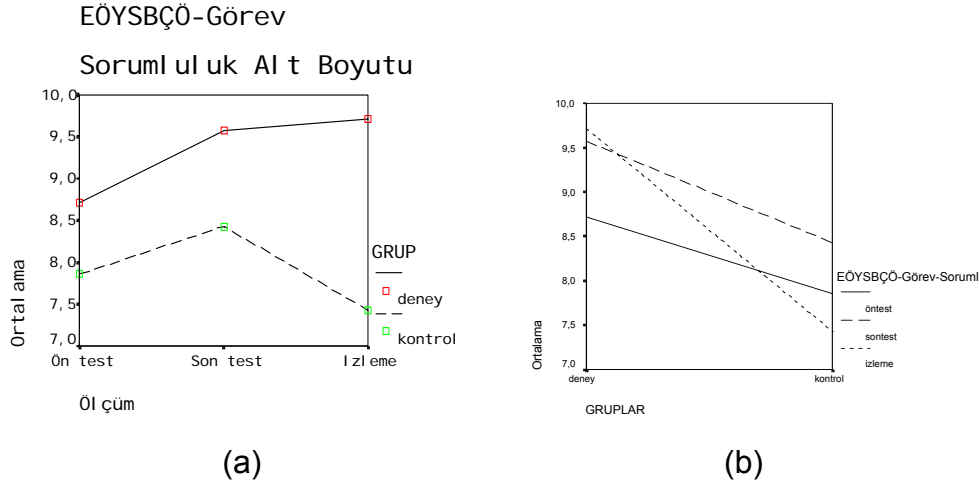 EÖYSBÇÖ-Görev
Sorumluluk Alt Boyutu
10,0
9,5
9,0
8,5
8,0
7,5
7,0
Ortalama
Ön test
Son test
Izleme
Ölçüm
GRUP
deney
kontrol
(a)
10,0
9,5
9,0
8,5
8,0
7,5
7,0
Ortalama
deney
kontrol
GRUPLAR
EÖYSBÇÖ-Görev-Soruml
öntest
sontest
izleme
(b)